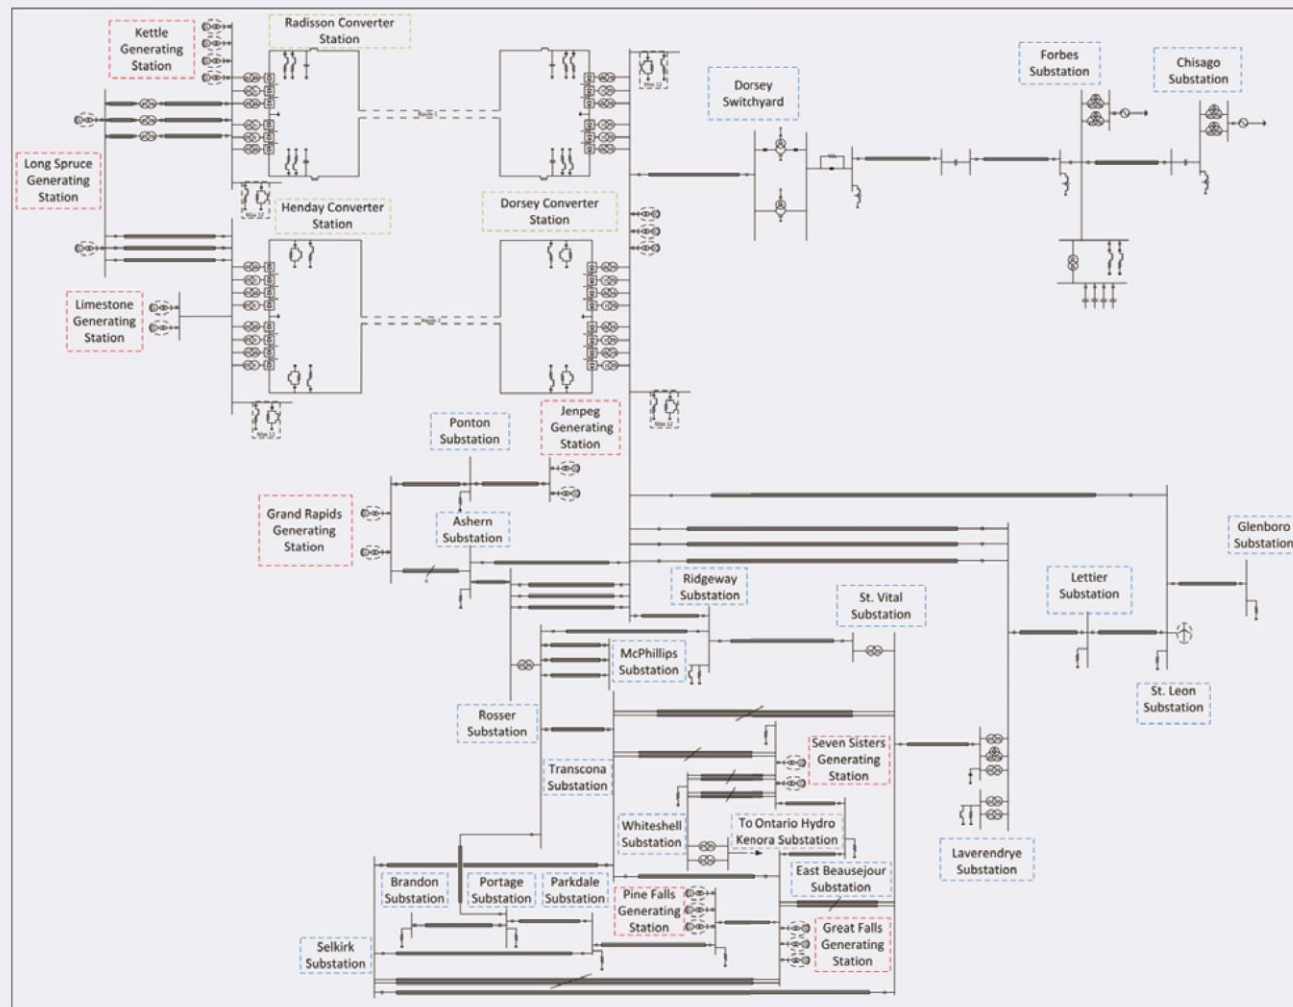 Kettle
Generating
Station
Radisson Converter
Station
Dorsey
Switchyard
Forbes
Substation
Chisago
Substation
Long Spruce
Generating
Station
Henday Converter
Station
Dorsey Converter
Station
Limestone
Generating
Station
Ponton
Substation
Jenpeg
Generating
Station
Grand Rapids
Generating
Station
Ashern
Substation
Glenboro
Substation
Ridgeway
Substation
St. Vital
Substation
Lettier
Substation
McPhillips
Substation
St. Leon
Substation
Rosser
Substation
Seven Sisters
Generating
Station
Transcona
Substation
Whiteshell
Substation
To Ontario Hydro
Kenora Substation
Laverendrye
Substation
East Beausejour
Substation
Brandon
Substation
Portage
Substation
Parkdale
Substation
Pine Falls
Generating
Station
Great Falls
Generating
Station
Selkirk
Substation